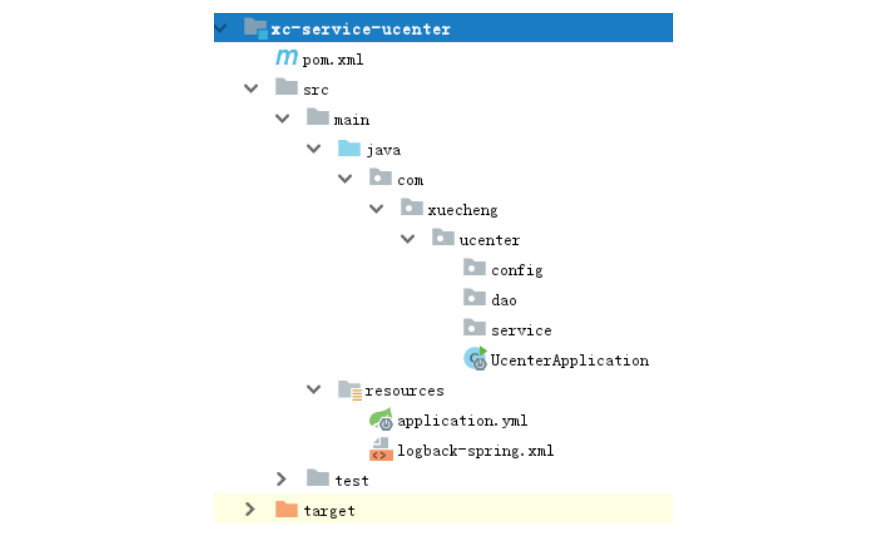 xc-service-ucenter
m pom.xml
src
main
java
com
xuecheng
ucenter
config
dao
service
UcenterApplication
resources
application.yml
logback-spring.xml
test
target